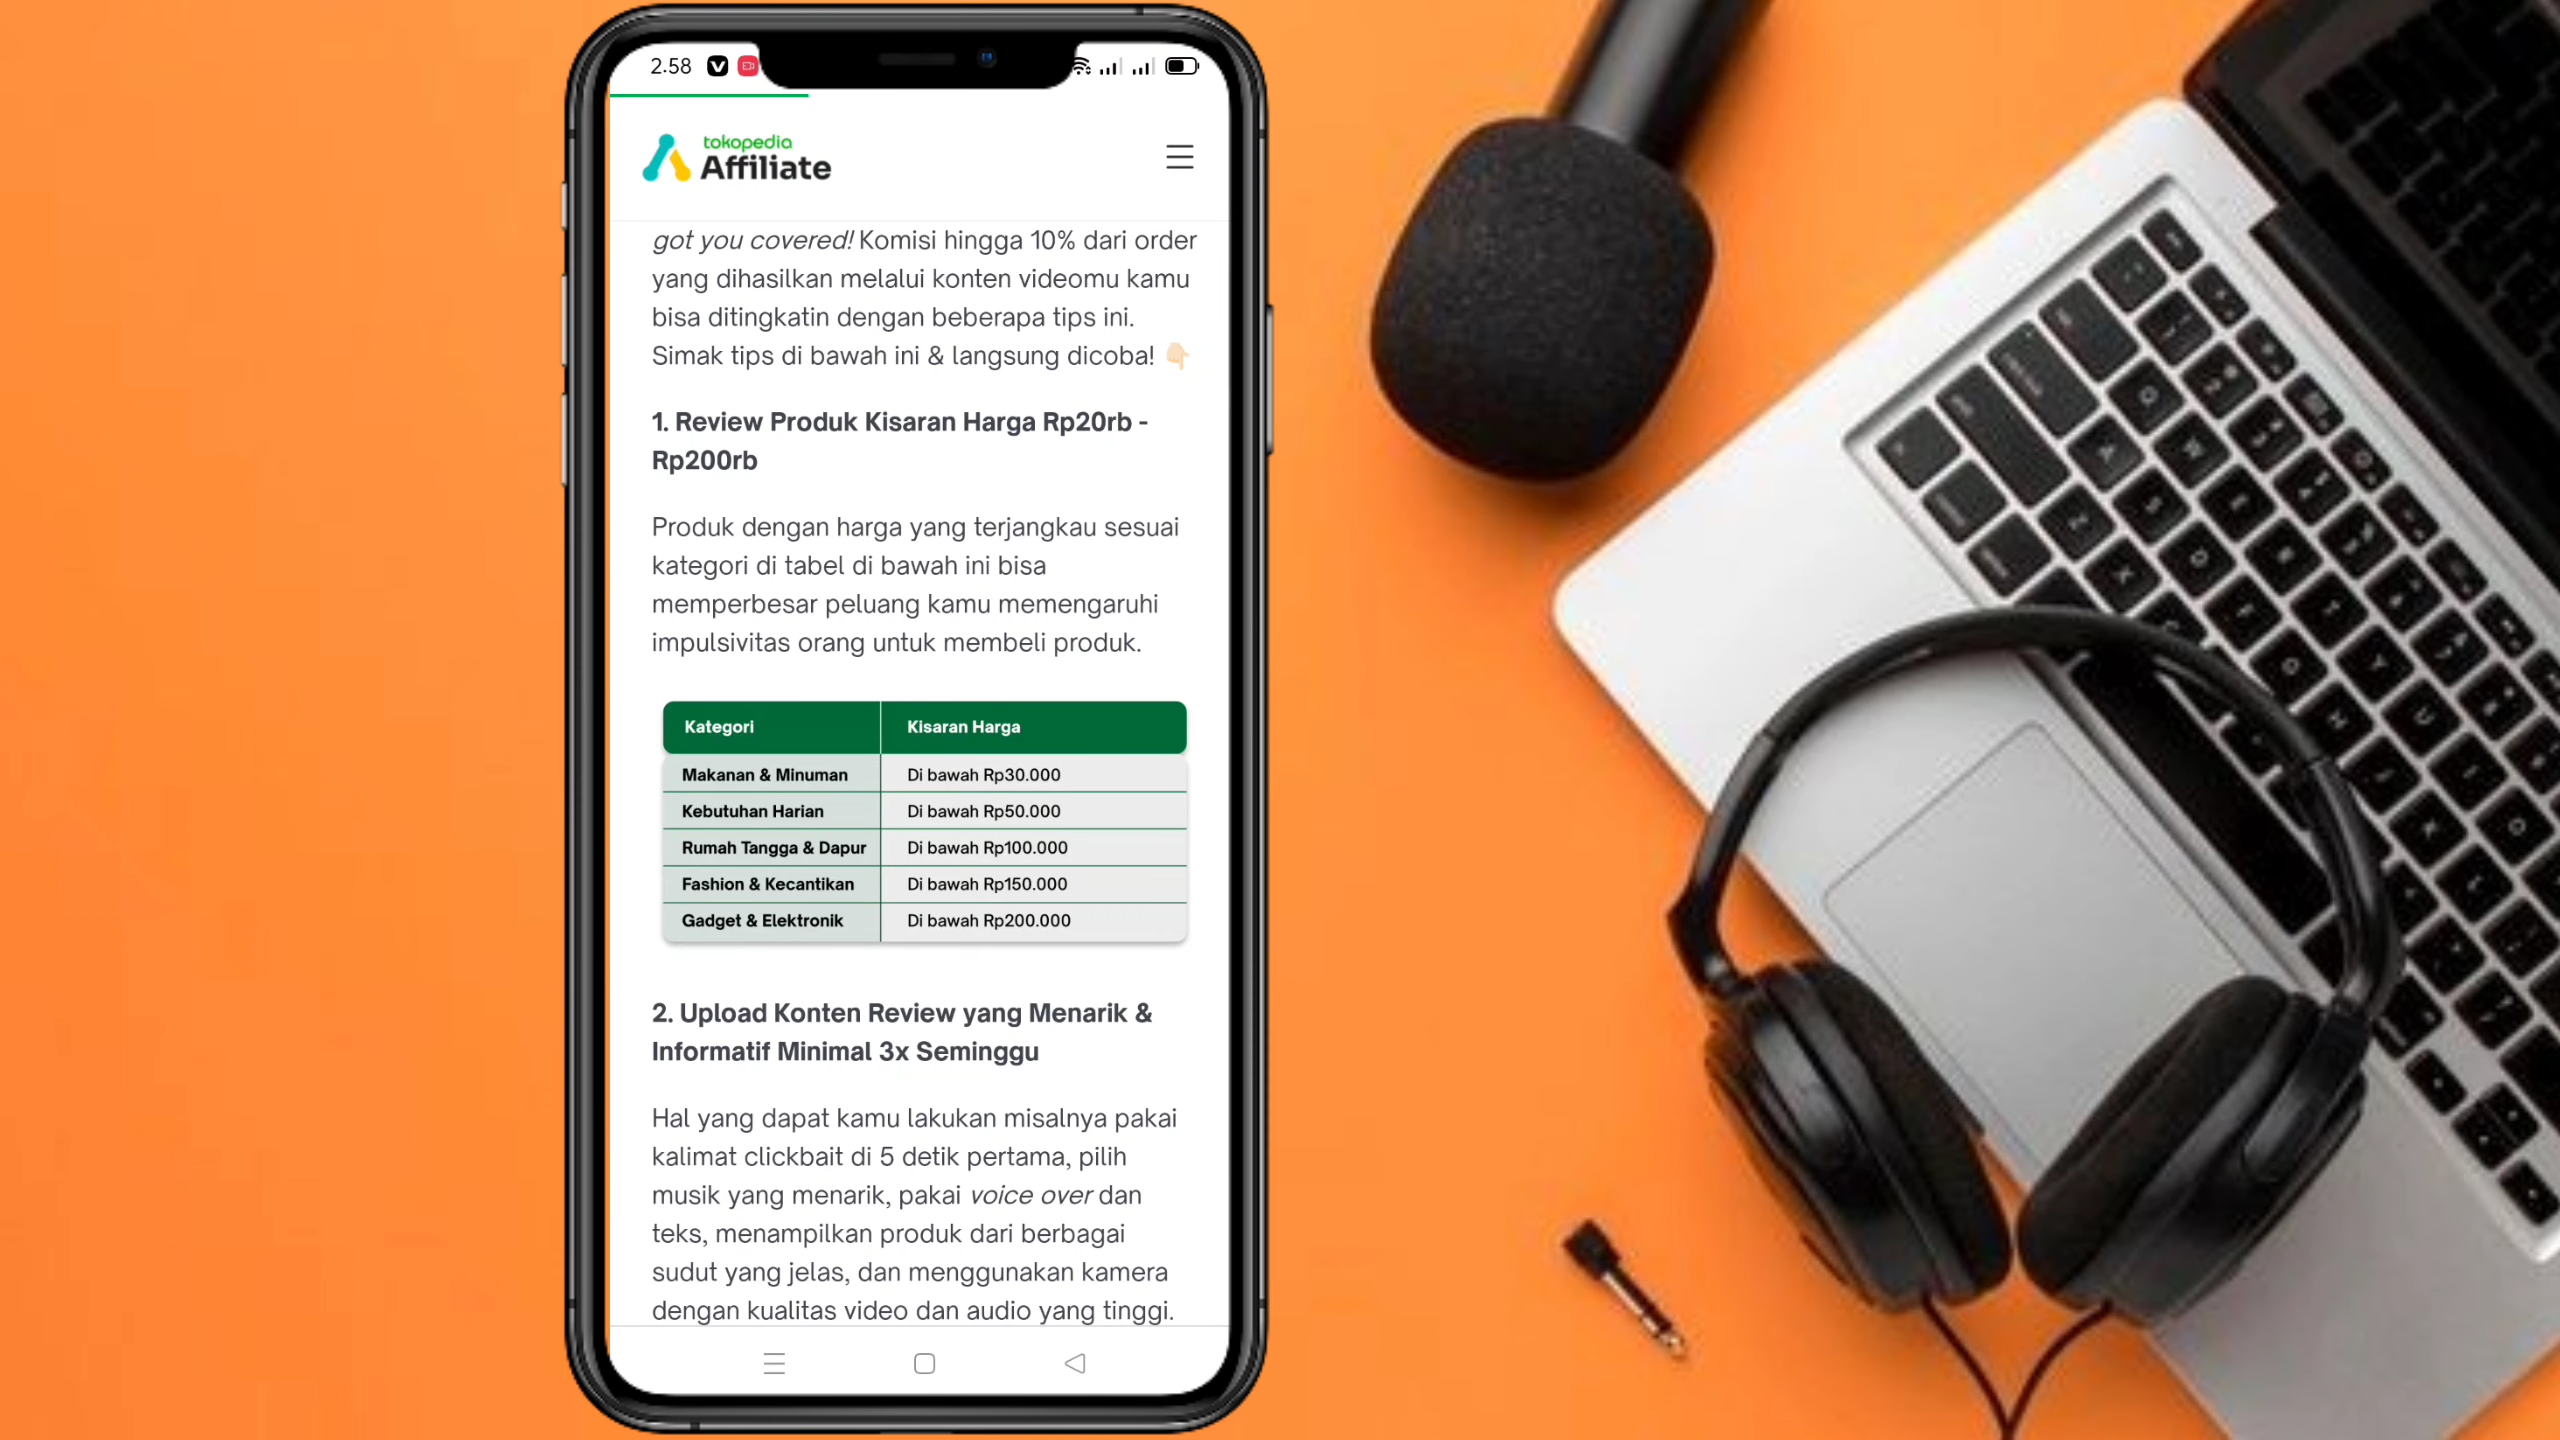 2.58
tokopedia
Affiliate
got you covered! Komisi hingga 10% dari order
yang dihasilkan melalui konten videomu kamu
bisa ditingkatin dengan beberapa tips ini.
Simak tips di bawah ini & langsung dicoba! 👇🏻
1. Review Produk Kisaran Harga Rp20rb -
Rp200rb
Produk dengan harga yang terjangkau sesuai
kategori di tabel di bawah ini bisa
memperbesar peluang kamu memengaruhi
impulsivitas orang untuk membeli produk.
Kategori Kisaran Harga
Makanan & Minuman Di bawah Rp30.000
Kebutuhan Harian Di bawah Rp50.000
Rumah Tangga & Dapur Di bawah Rp100.000
Fashion & Kecantikan Di bawah Rp150.000
Gadget & Elektronik Di bawah Rp200.000
2. Upload Konten Review yang Menarik &
Informatif Minimal 3x Seminggu
Hal yang dapat kamu lakukan misalnya pakai
kalimat clickbait di 5 detik pertama, pilih
musik yang menarik, pakai voice over dan
teks, menampilkan produk dari berbagai
sudut yang jelas, dan menggunakan kamera
dengan kualitas video dan audio yang tinggi.